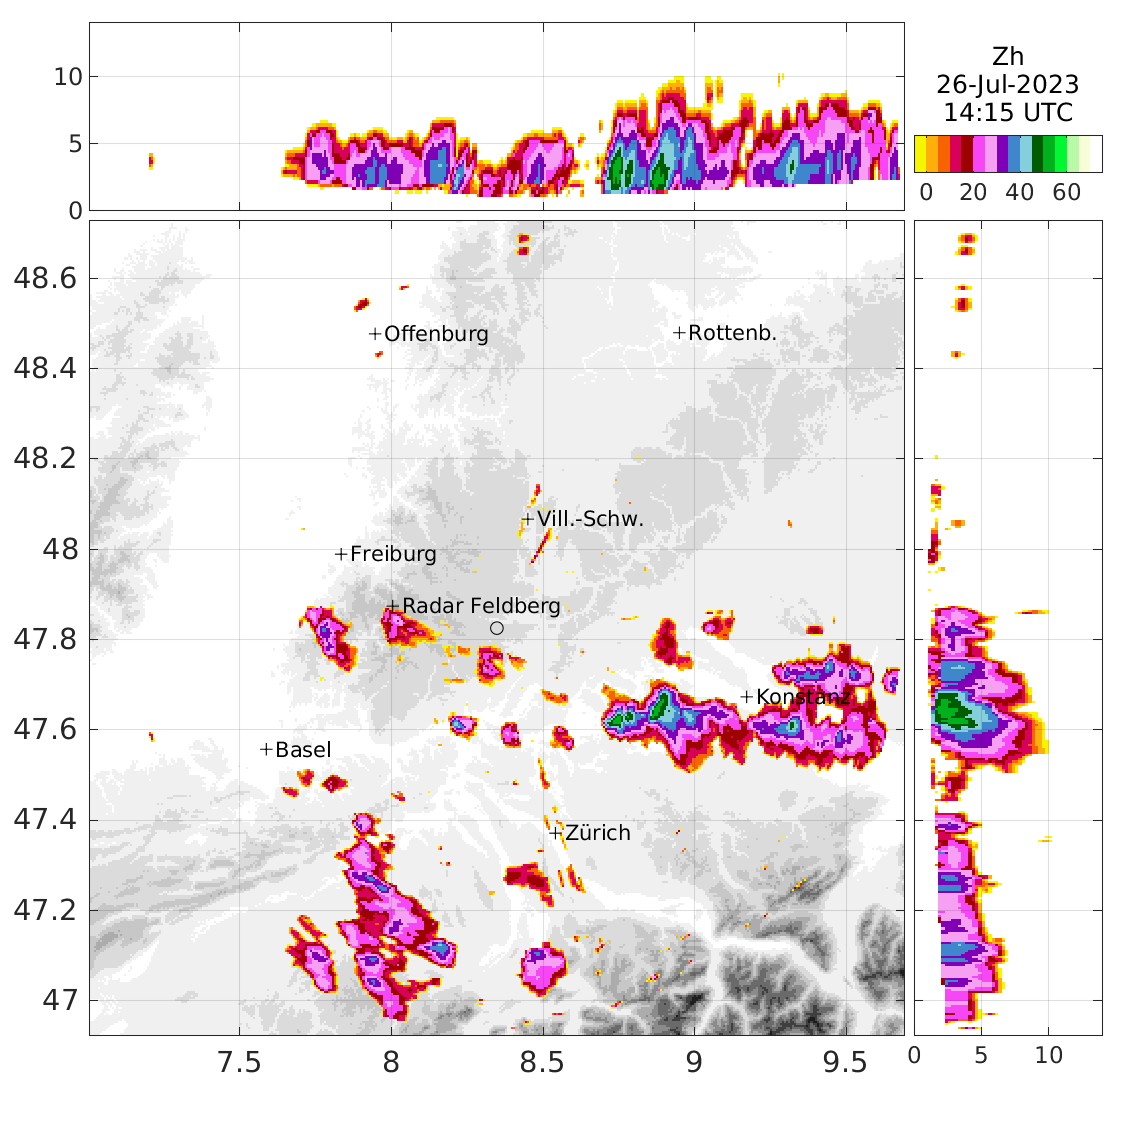 10
5
0
Zh
26-Jul-2023
14:15 UTC
0 20 40 60
48.6
48.4
48.2
48
47.8
47.6
47.4
47.2
47
Offenburg
Rottenb.
Vill.-Schw.
Freiburg
Radar Feldberg
Konstanz
Basel
Zürich
7.5 8 8.5 9 9.5
0 5 10